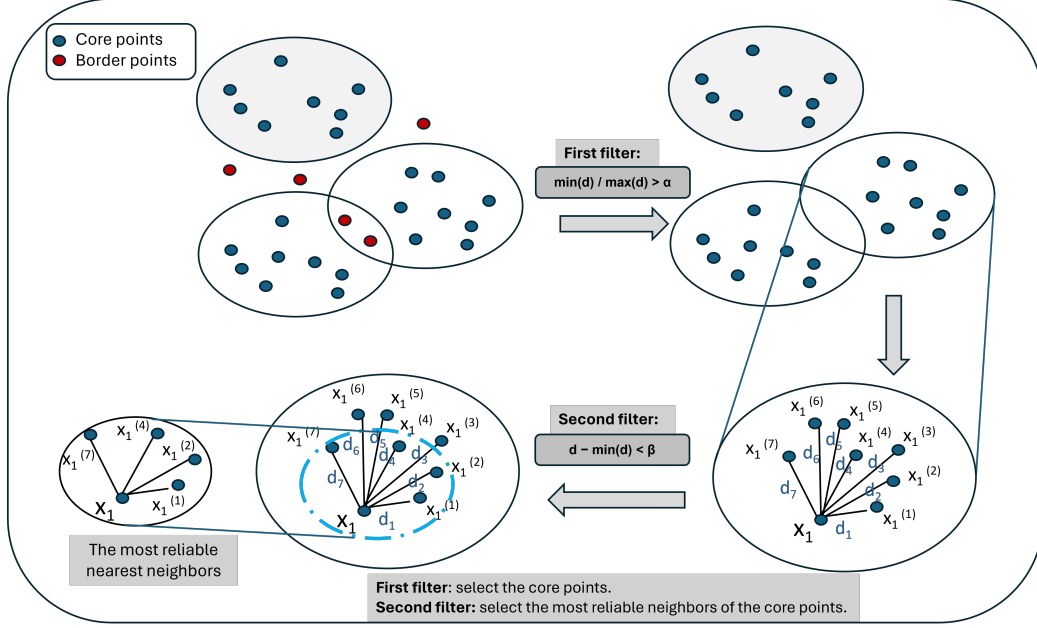 Core points
Border points
First filter:
min(d) / max(d) > α
x₁⁽⁶⁾
x₁⁽⁵⁾
x₁⁽⁴⁾
x₁⁽³⁾
x₁⁽⁷⁾
x₁⁽²⁾
x₁⁽¹⁾
d₆
d₅
d₄
d₃
d₇
d₂
d₁
X₁
Second filter:
d – min(d) < β
x₁⁽⁶⁾
x₁⁽⁵⁾
x₁⁽⁴⁾
x₁⁽³⁾
x₁⁽⁷⁾
x₁⁽²⁾
x₁⁽¹⁾
d₆
d₅
d₄
d₃
d₇
d₂
d₁
X₁
x₁⁽⁴⁾
x₁⁽²⁾
x₁⁽⁷⁾
x₁⁽¹⁾
X₁
The most reliable
nearest neighbors
First filter: select the core points.
Second filter: select the most reliable neighbors of the core points.